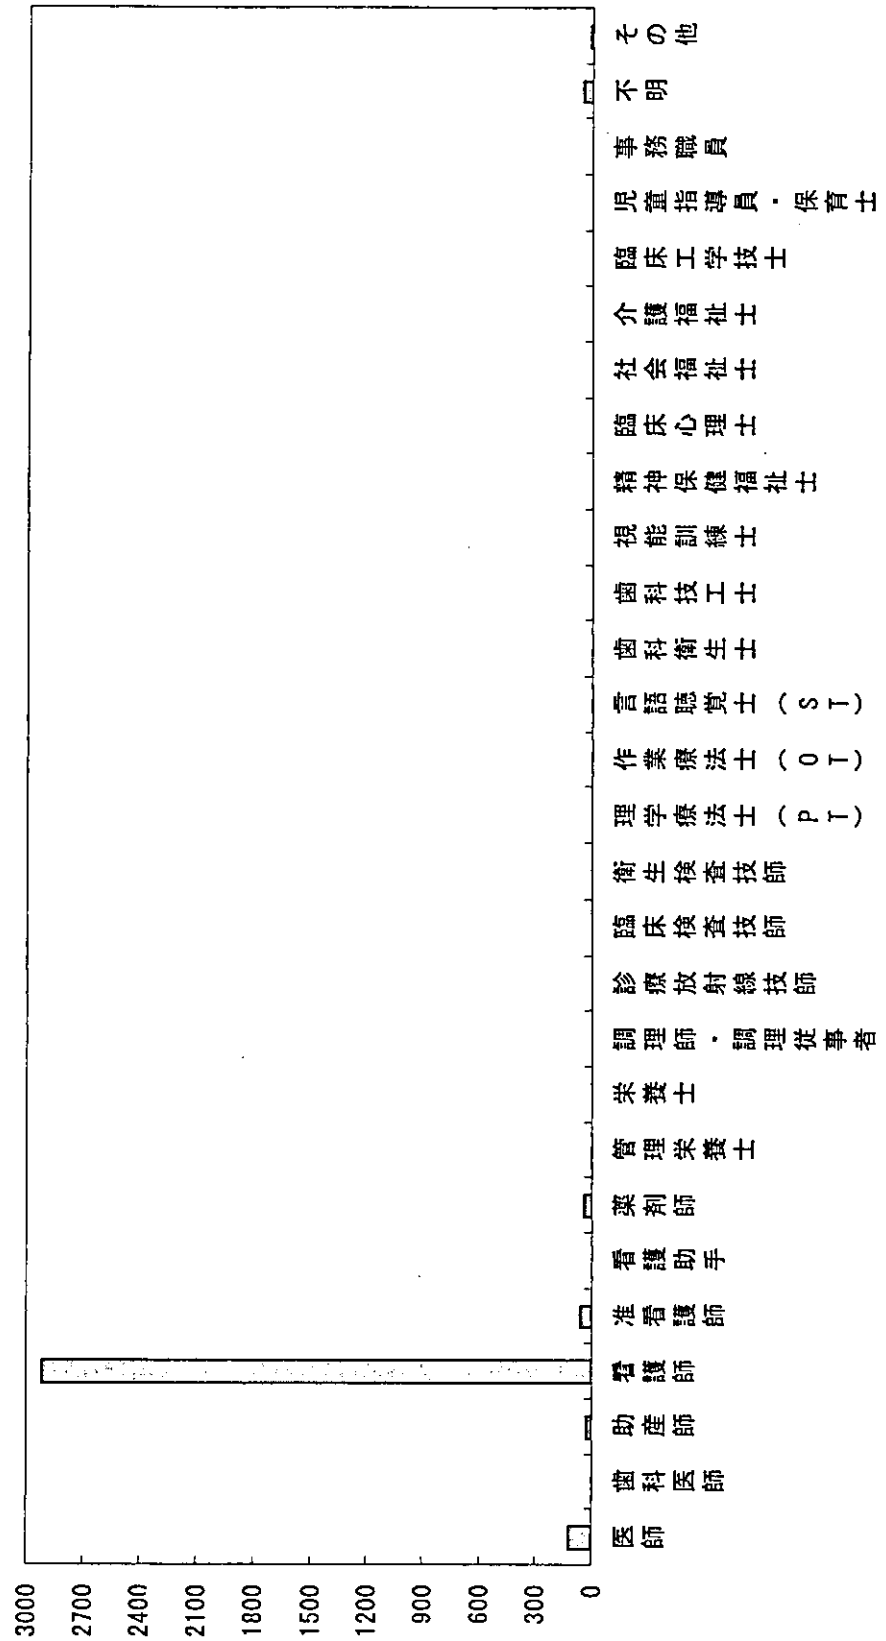 3000
2700
2400
2100
1800
1500
1200
900
600
300
0
医師
歯科医師
助産師
看護師
准看護師
看護助手
薬剤師
管理栄養士
栄養士
調理師・調理従事者
診療放射線技師
臨床検査技師
衛生検査技師
理学療法士（PT）
作業療法士（OT）
言語聴覚士（ST）
歯科衛生士
歯科技工士
視能訓練士
精神保健福祉士
臨床心理士
社会福祉士
介護福祉士
臨床工学技士
児童指導員・保育士
事務職員
不明
その他